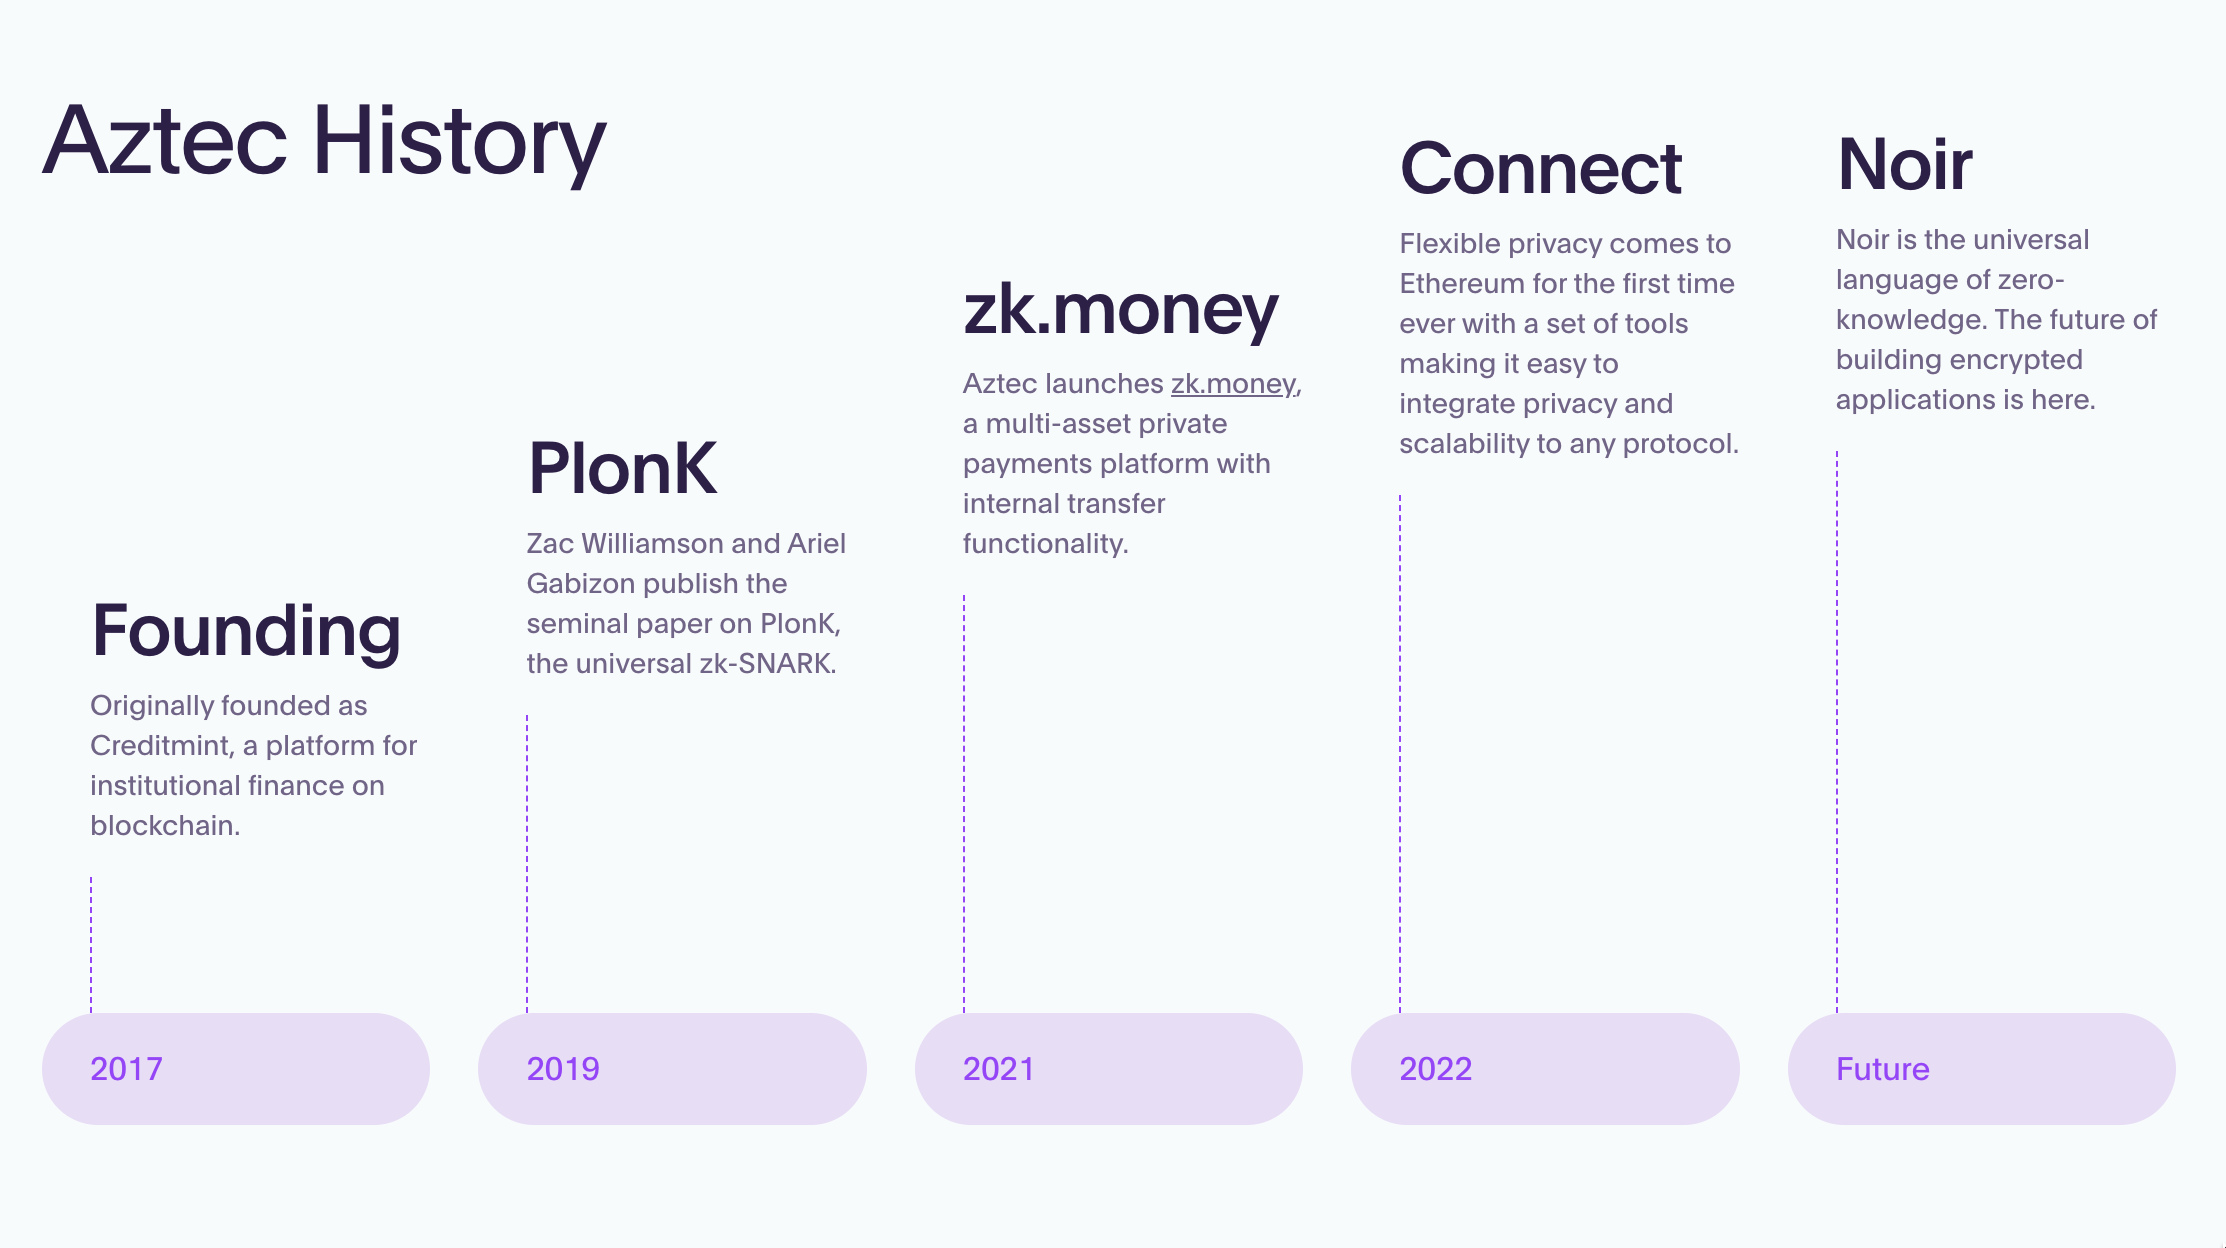 Aztec History
Founding
Originally founded as
Creditmint, a platform for
institutional finance on
blockchain.
2017
PlonK
Zac Williamson and Ariel
Gabizon publish the
seminal paper on PlonK,
the universal zk-SNARK.
2019
zk.money
Aztec launches zk.money,
a multi-asset private
payments platform with
internal transfer
functionality.
2021
Connect
Flexible privacy comes to
Ethereum for the first time
ever with a set of tools
making it easy to
integrate privacy and
scalability to any protocol.
2022
Noir
Noir is the universal
language of zero-
knowledge. The future of
building encrypted
applications is here.
Future